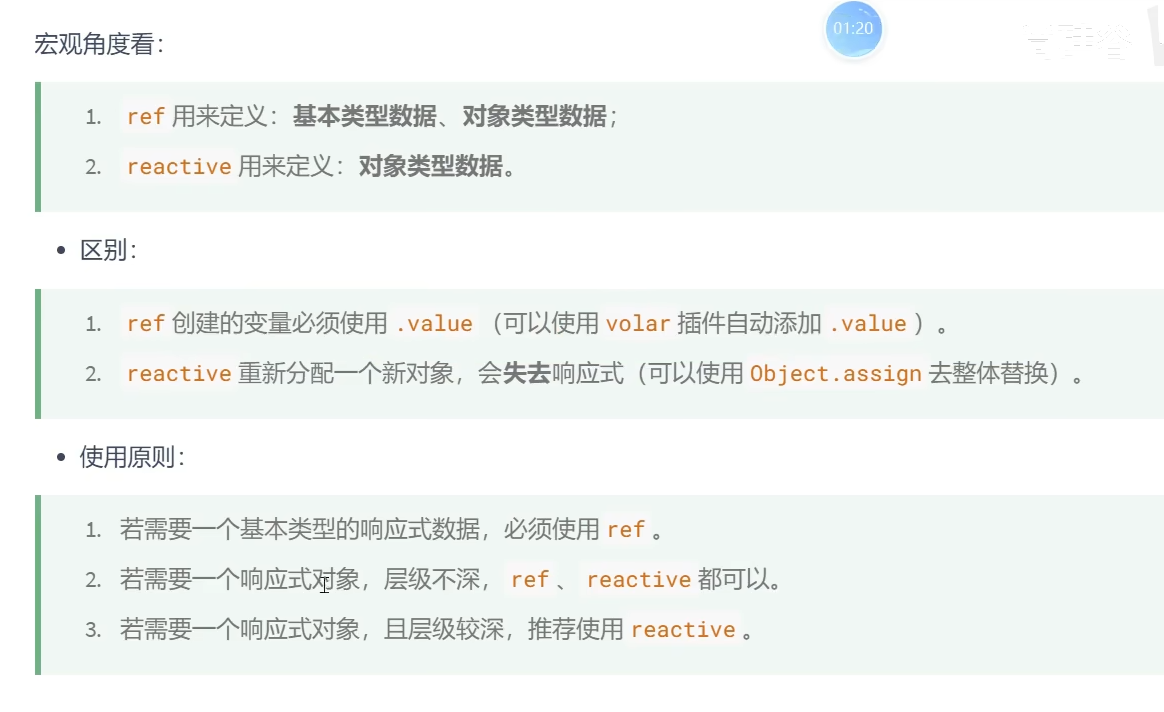 01:20
宏观角度看：
1. ref 用来定义：基本类型数据、对象类型数据；
2. reactive 用来定义：对象类型数据。
• 区别：
1. ref 创建的变量必须使用 .value （可以使用 volar 插件自动添加 .value ）。
2. reactive 重新分配一个新对象，会失去响应式（可以使用 Object.assign 去整体替换）。
• 使用原则：
1. 若需要一个基本类型的响应式数据，必须使用 ref 。
2. 若需要一个响应式对象，层级不深， ref 、 reactive 都可以。
3. 若需要一个响应式对象，且层级较深，推荐使用 reactive 。